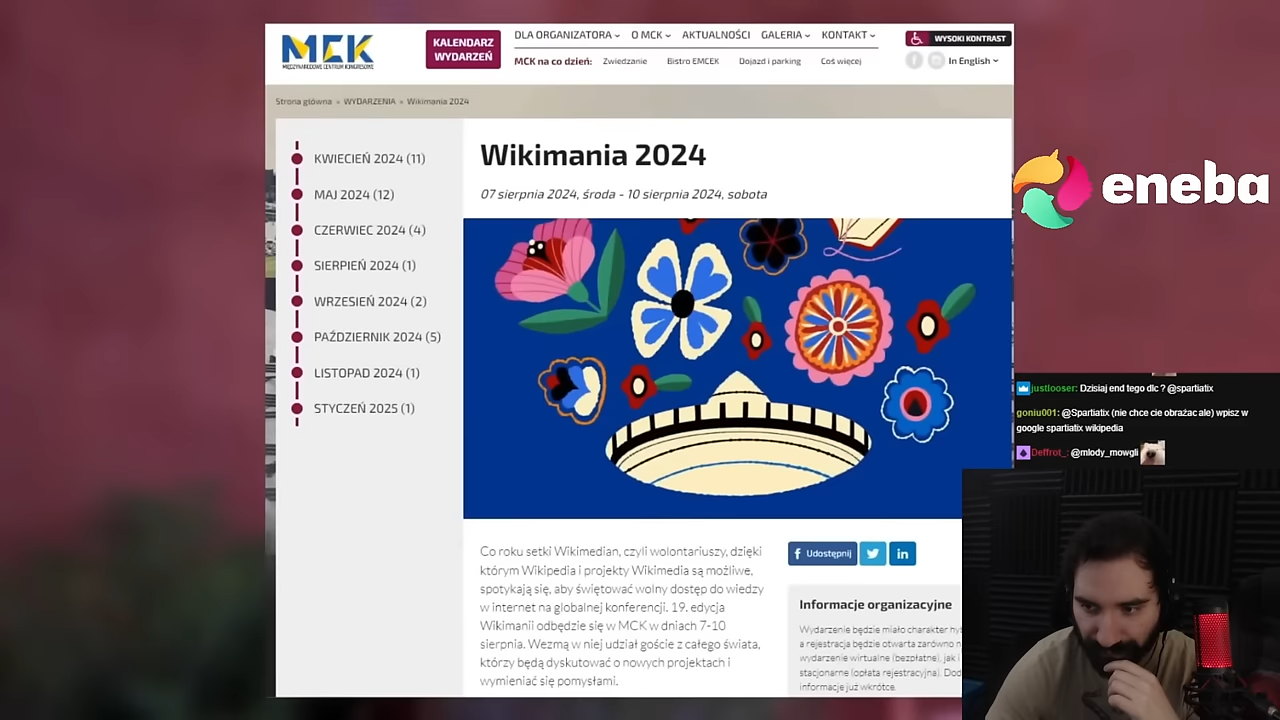 MCK
MIĘDZYNARODOWE CENTRUM KONGRESOWE
KALENDARZ
WYDARZEŃ
DLA ORGANIZATORA
O MCK
AKTUALNOŚCI
GALERIA
KONTAKT
MCK na co dzień:
Zwiedzanie
Bistro EMCEK
Dojazd i parking
Coś więcej
WYSOKI KONTRAST
In English
Strona główna » WYDARZENIA » Wikimania 2024
KWIECIEŃ 2024 (11)
MAJ 2024 (12)
CZERWIEC 2024 (4)
SIERPIEŃ 2024 (1)
WRZESIEŃ 2024 (2)
PAŹDZIERNIK 2024 (5)
LISTOPAD 2024 (1)
STYCZEŃ 2025 (1)
Wikimania 2024
07 sierpnia 2024, środa - 10 sierpnia 2024, sobota
Co roku setki Wikimedian, czyli wolontariuszy, dzięki
którym Wikipedia i projekty Wikimedia są możliwe,
spotykają się, aby świętować wolny dostęp do wiedzy
w internet na globalnej konferencji. 19. edycja
Wikimanii odbędzie się w MCK w dniach 7-10
sierpnia. Wezmą w niej udział goście z całego świata,
którzy będą dyskutować o nowych projektach i
wymieniać się pomysłami.
Udostępnij
Informacje organizacyjne
Wydarzenie będzie miało charakter hyb
a rejestracja będzie otwarta zarówno n
wydarzenie wirtualne (bezpłatne), jak i
stacjonarne (opłata rejestracyjna). Dod
informacje już wkrótce.
eneba
justlooser: Dzisiaj end tego dlc ? @spartiatix
goniu001: @Spartiatix (nie chce cie obrażac ale) wpisz w
google spartiatix wikipedia
Deffrot_: @mlody_mowgli